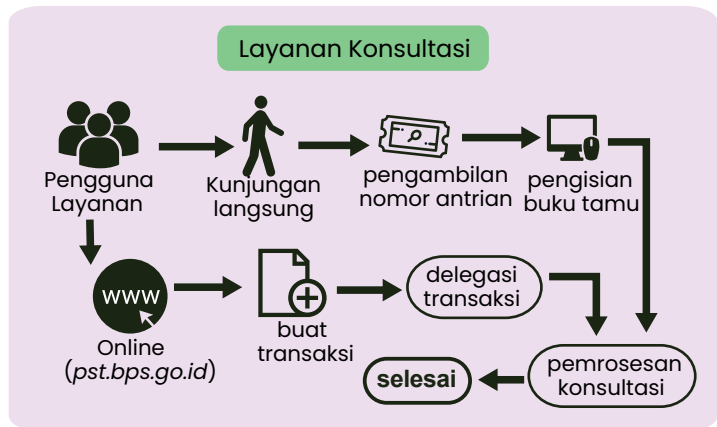 Layanan Konsultasi
Pengguna
Layanan
Kunjungan
langsung
pengambilan
nomor antrian
pengisian
buku tamu
www
Online
(pst.bps.go.id)
buat
transaksi
delegasi
transaksi
pemrosesan
konsultasi
selesai